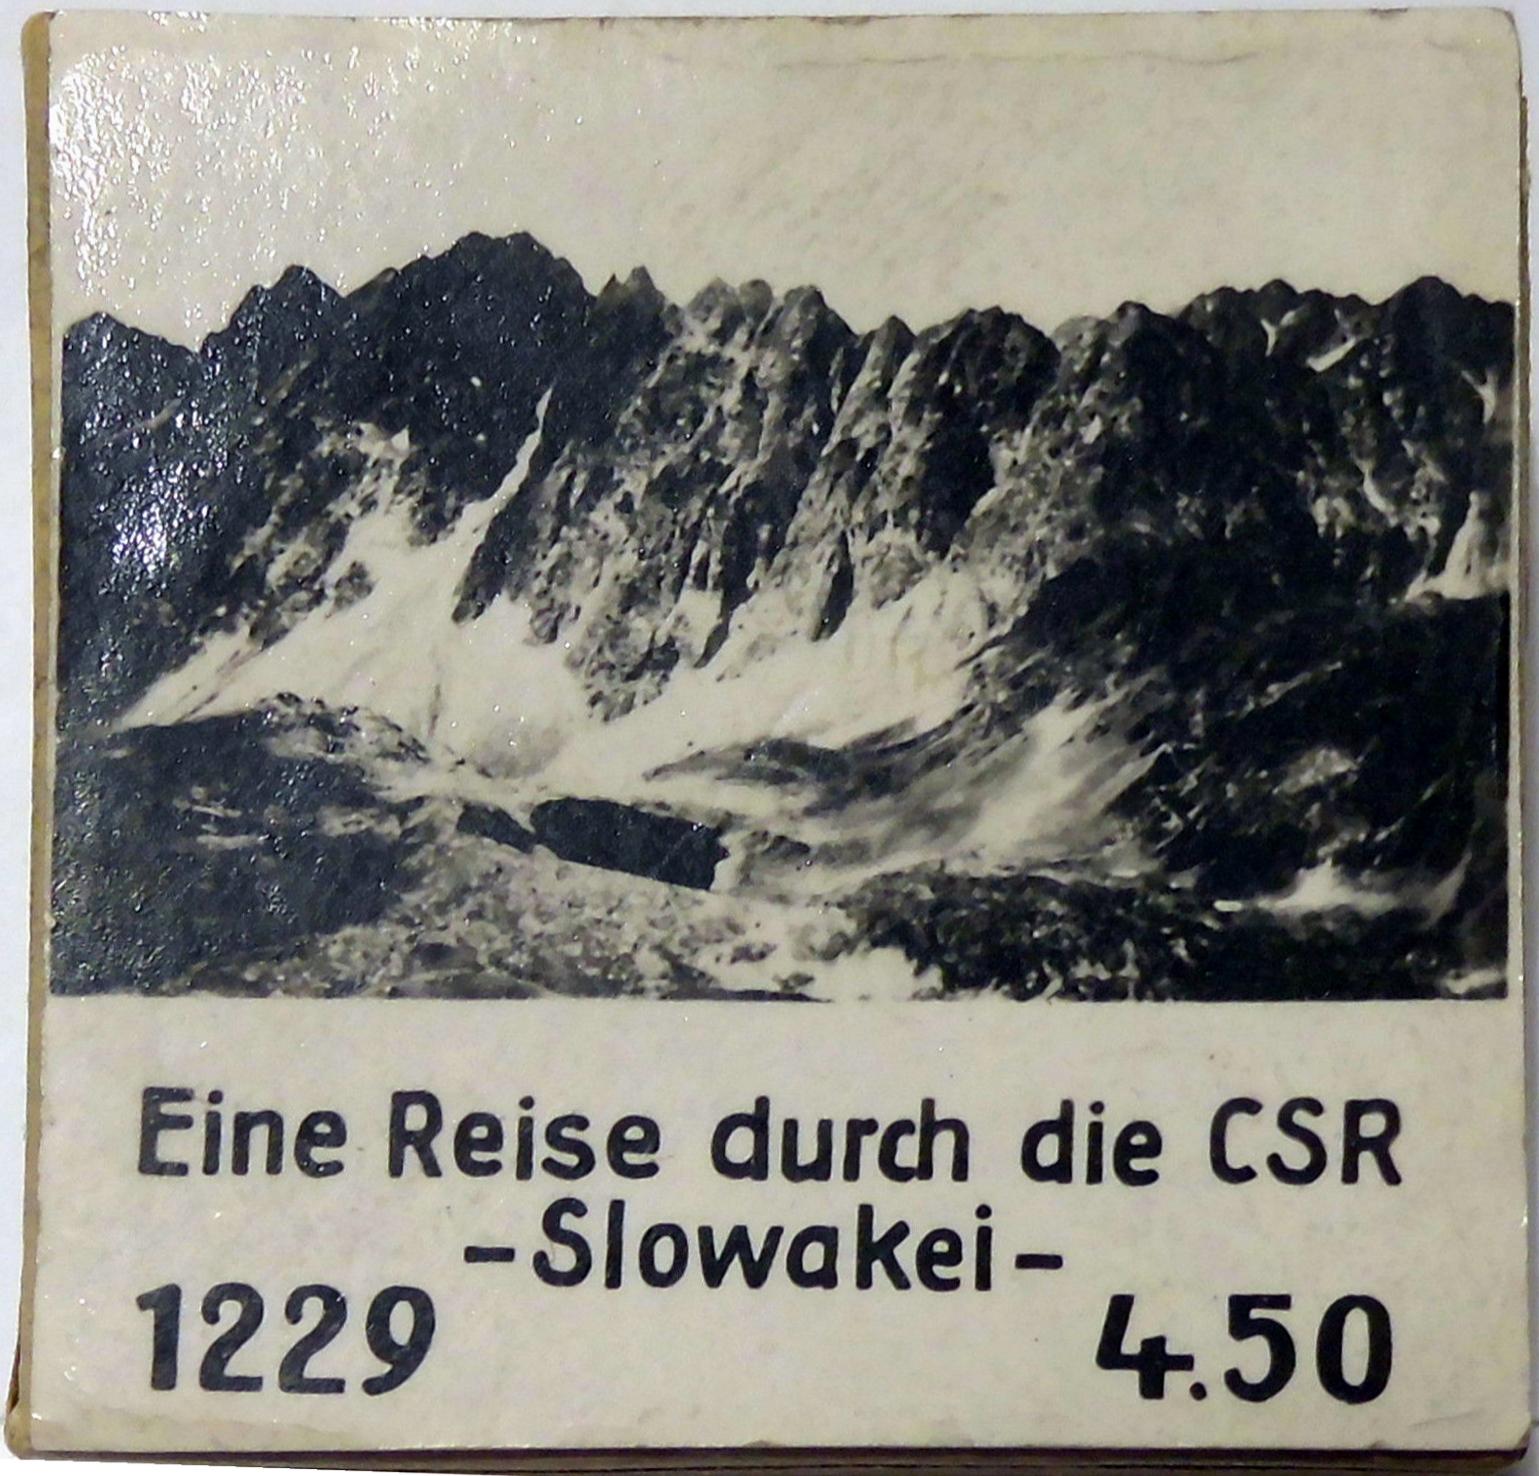 Eine Reise durch die CSR
-Slowakei-
1229 4.50